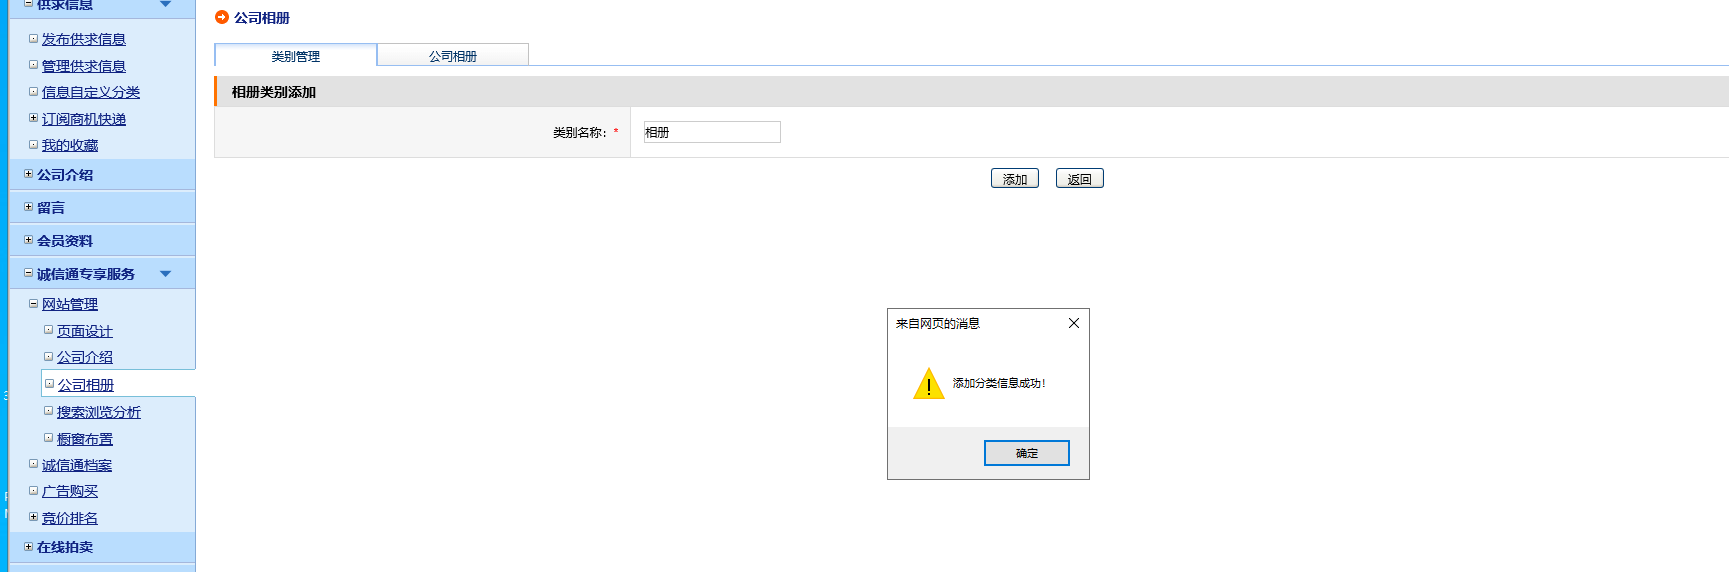 供求信息
发布供求信息
管理供求信息
信息自定义分类
订阅商机快递
我的收藏
公司介绍
留言
会员资料
诚信通专享服务
网站管理
页面设计
公司介绍
公司相册
搜索浏览分析
橱窗布置
诚信通档案
广告购买
竞价排名
在线拍卖
公司相册
类别管理 公司相册
相册类别添加
类别名称: * 相册
添加 返回
来自网页的消息
添加分类信息成功!
确定